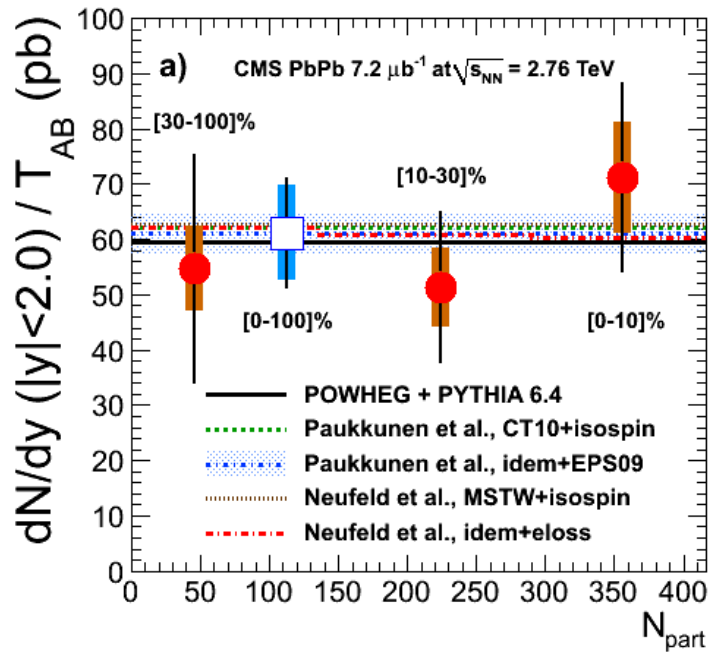 a) CMS PbPb 7.2 μb⁻¹ at √s_NN = 2.76 TeV
[30-100]%
[10-30]%
[0-100]%
[0-10]%
POWHEG + PYTHIA 6.4
Paukkunen et al., CT10+isospin
Paukkunen et al., idem+EPS09
Neufeld et al., MSTW+isospin
Neufeld et al., idem+eloss
dN/dy (|y|<2.0) / T_AB (pb)
100
90
80
70
60
50
40
30
20
10
0
0 50 100 150 200 250 300 350 400
N_part